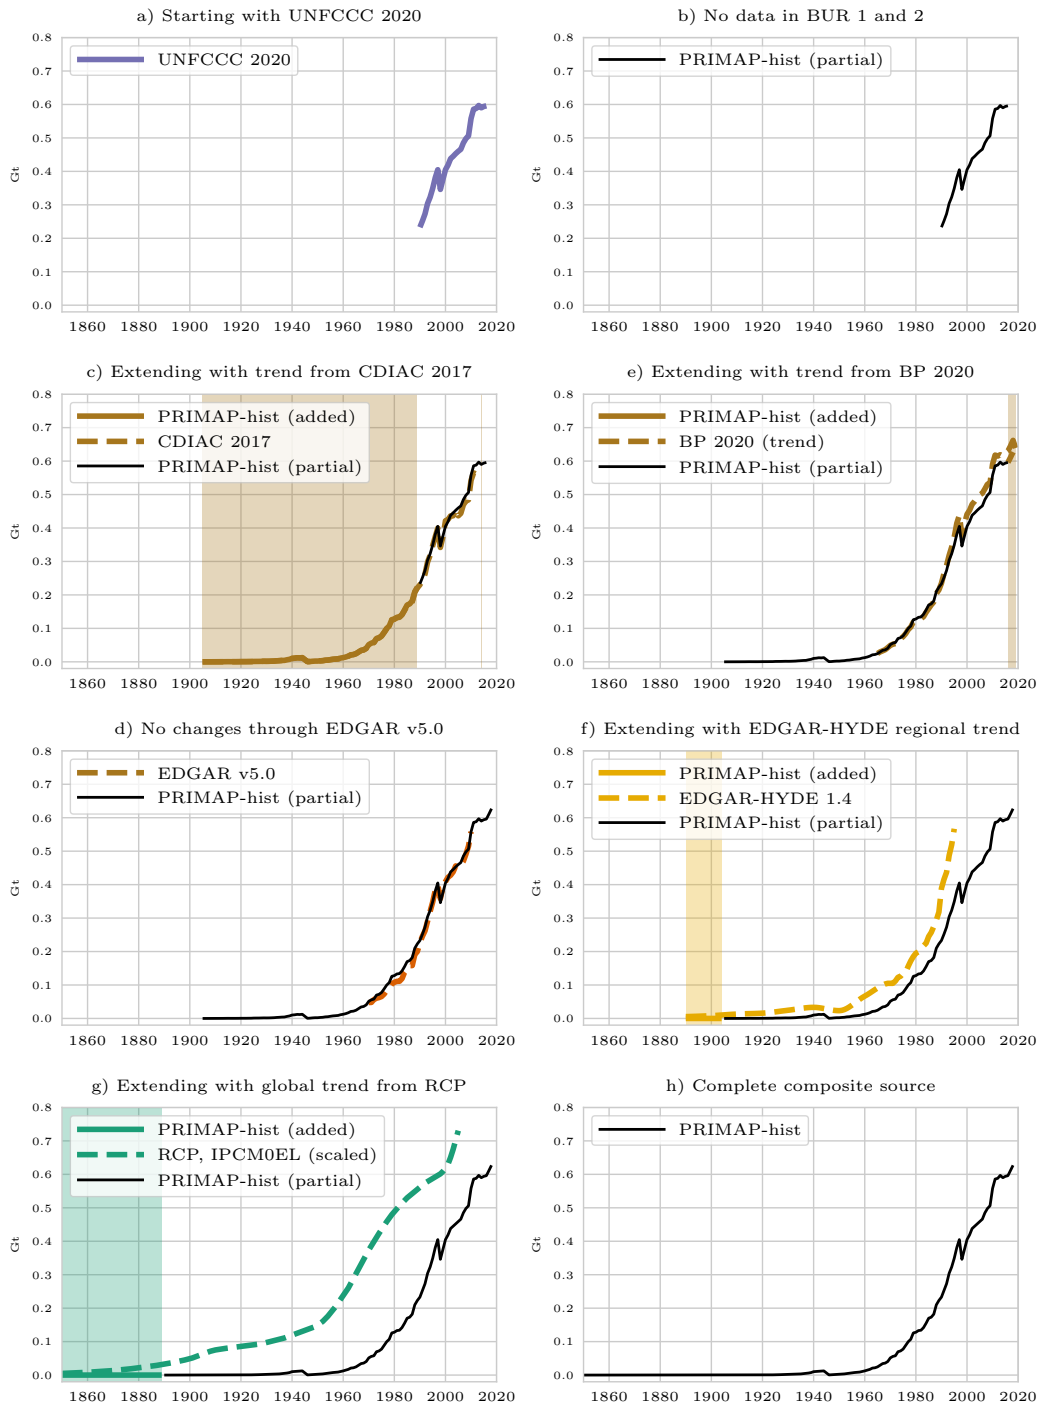 a) Starting with UNFCCC 2020
UNFCCC 2020
Gt
0.8
0.7
0.6
0.5
0.4
0.3
0.2
0.1
0.0
1860 1880 1900 1920 1940 1960 1980 2000 2020
b) No data in BUR 1 and 2
PRIMAP-hist (partial)
Gt
0.8
0.7
0.6
0.5
0.4
0.3
0.2
0.1
0.0
1860 1880 1900 1920 1940 1960 1980 2000 2020
c) Extending with trend from CDIAC 2017
PRIMAP-hist (added)
CDIAC 2017
PRIMAP-hist (partial)
Gt
0.8
0.7
0.6
0.5
0.4
0.3
0.2
0.1
0.0
1860 1880 1900 1920 1940 1960 1980 2000 2020
e) Extending with trend from BP 2020
PRIMAP-hist (added)
BP 2020 (trend)
PRIMAP-hist (partial)
Gt
0.8
0.7
0.6
0.5
0.4
0.3
0.2
0.1
0.0
1860 1880 1900 1920 1940 1960 1980 2000 2020
d) No changes through EDGAR v5.0
EDGAR v5.0
PRIMAP-hist (partial)
Gt
0.8
0.7
0.6
0.5
0.4
0.3
0.2
0.1
0.0
1860 1880 1900 1920 1940 1960 1980 2000 2020
f) Extending with EDGAR-HYDE regional trend
PRIMAP-hist (added)
EDGAR-HYDE 1.4
PRIMAP-hist (partial)
Gt
0.8
0.7
0.6
0.5
0.4
0.3
0.2
0.1
0.0
1860 1880 1900 1920 1940 1960 1980 2000 2020
g) Extending with global trend from RCP
PRIMAP-hist (added)
RCP, IPCM0EL (scaled)
PRIMAP-hist (partial)
Gt
0.8
0.7
0.6
0.5
0.4
0.3
0.2
0.1
0.0
1860 1880 1900 1920 1940 1960 1980 2000 2020
h) Complete composite source
PRIMAP-hist
Gt
0.8
0.7
0.6
0.5
0.4
0.3
0.2
0.1
0.0
1860 1880 1900 1920 1940 1960 1980 2000 2020